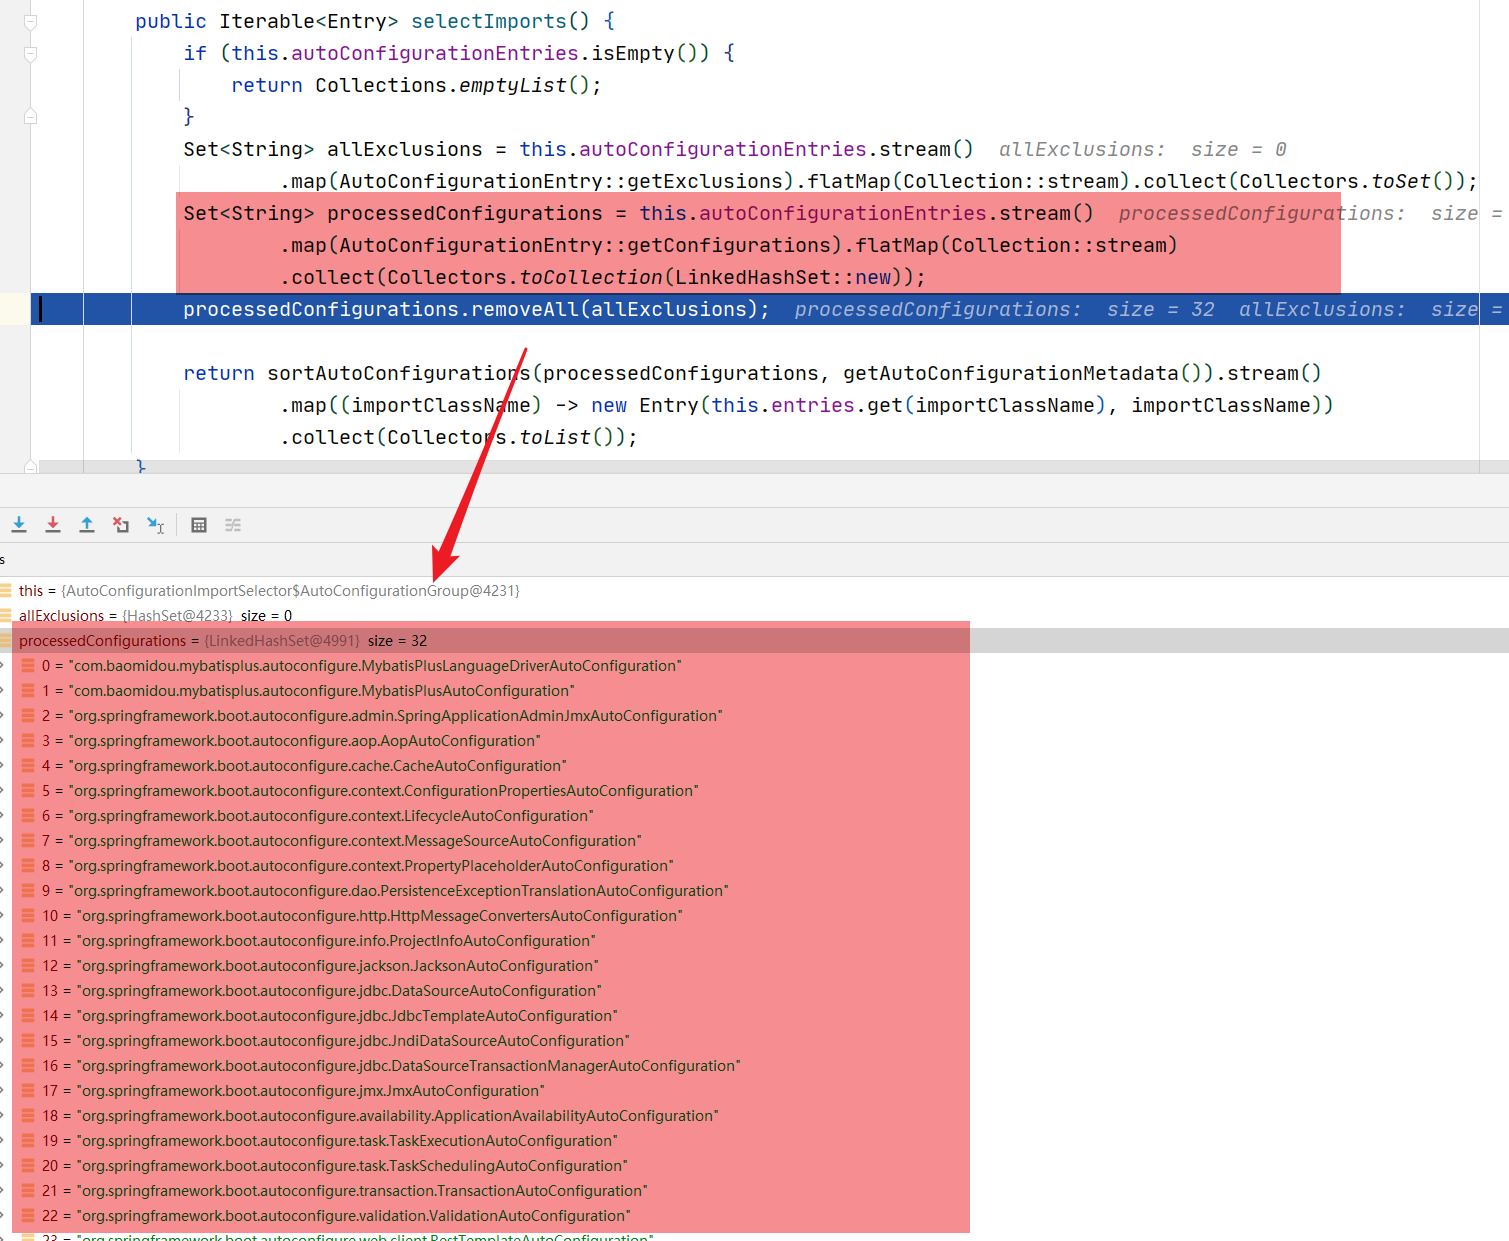 public Iterable<Entry> selectImports() {
if (this.autoConfigurationEntries.isEmpty()) {
return Collections.emptyList();
}
Set<String> allExclusions = this.autoConfigurationEntries.stream()  allExclusions:  size = 0
.map(AutoConfigurationEntry::getExclusions).flatMap(Collection::stream).collect(Collectors.toSet());
Set<String> processedConfigurations = this.autoConfigurationEntries.stream()  processedConfigurations:  size =
.map(AutoConfigurationEntry::getConfigurations).flatMap(Collection::stream)
.collect(Collectors.toCollection(LinkedHashSet::new));
processedConfigurations.removeAll(allExclusions);  processedConfigurations:  size = 32  allExclusions:  size =
return sortAutoConfigurations(processedConfigurations, getAutoConfigurationMetadata()).stream()
.map((importClassName) -> new Entry(this.entries.get(importClassName), importClassName))
.collect(Collectors.toList());
}
s
this = {AutoConfigurationImportSelector$AutoConfigurationGroup@4231}
allExclusions = {HashSet@4233}  size = 0
processedConfigurations = {LinkedHashSet@4991}  size = 32
0 = "com.baomidou.mybatisplus.autoconfigure.MybatisPlusLanguageDriverAutoConfiguration"
1 = "com.baomidou.mybatisplus.autoconfigure.MybatisPlusAutoConfiguration"
2 = "org.springframework.boot.autoconfigure.admin.SpringApplicationAdminJmxAutoConfiguration"
3 = "org.springframework.boot.autoconfigure.aop.AopAutoConfiguration"
4 = "org.springframework.boot.autoconfigure.cache.CacheAutoConfiguration"
5 = "org.springframework.boot.autoconfigure.context.ConfigurationPropertiesAutoConfiguration"
6 = "org.springframework.boot.autoconfigure.context.LifecycleAutoConfiguration"
7 = "org.springframework.boot.autoconfigure.context.MessageSourceAutoConfiguration"
8 = "org.springframework.boot.autoconfigure.context.PropertyPlaceholderAutoConfiguration"
9 = "org.springframework.boot.autoconfigure.dao.PersistenceExceptionTranslationAutoConfiguration"
10 = "org.springframework.boot.autoconfigure.http.HttpMessageConvertersAutoConfiguration"
11 = "org.springframework.boot.autoconfigure.info.ProjectInfoAutoConfiguration"
12 = "org.springframework.boot.autoconfigure.jackson.JacksonAutoConfiguration"
13 = "org.springframework.boot.autoconfigure.jdbc.DataSourceAutoConfiguration"
14 = "org.springframework.boot.autoconfigure.jdbc.JdbcTemplateAutoConfiguration"
15 = "org.springframework.boot.autoconfigure.jdbc.JndiDataSourceAutoConfiguration"
16 = "org.springframework.boot.autoconfigure.jdbc.DataSourceTransactionManagerAutoConfiguration"
17 = "org.springframework.boot.autoconfigure.jmx.JmxAutoConfiguration"
18 = "org.springframework.boot.autoconfigure.availability.ApplicationAvailabilityAutoConfiguration"
19 = "org.springframework.boot.autoconfigure.task.TaskExecutionAutoConfiguration"
20 = "org.springframework.boot.autoconfigure.task.TaskSchedulingAutoConfiguration"
21 = "org.springframework.boot.autoconfigure.transaction.TransactionAutoConfiguration"
22 = "org.springframework.boot.autoconfigure.validation.ValidationAutoConfiguration"
23 = "org.springframework.boot.autoconfigure.web.client.RestTemplateAutoConfiguration"